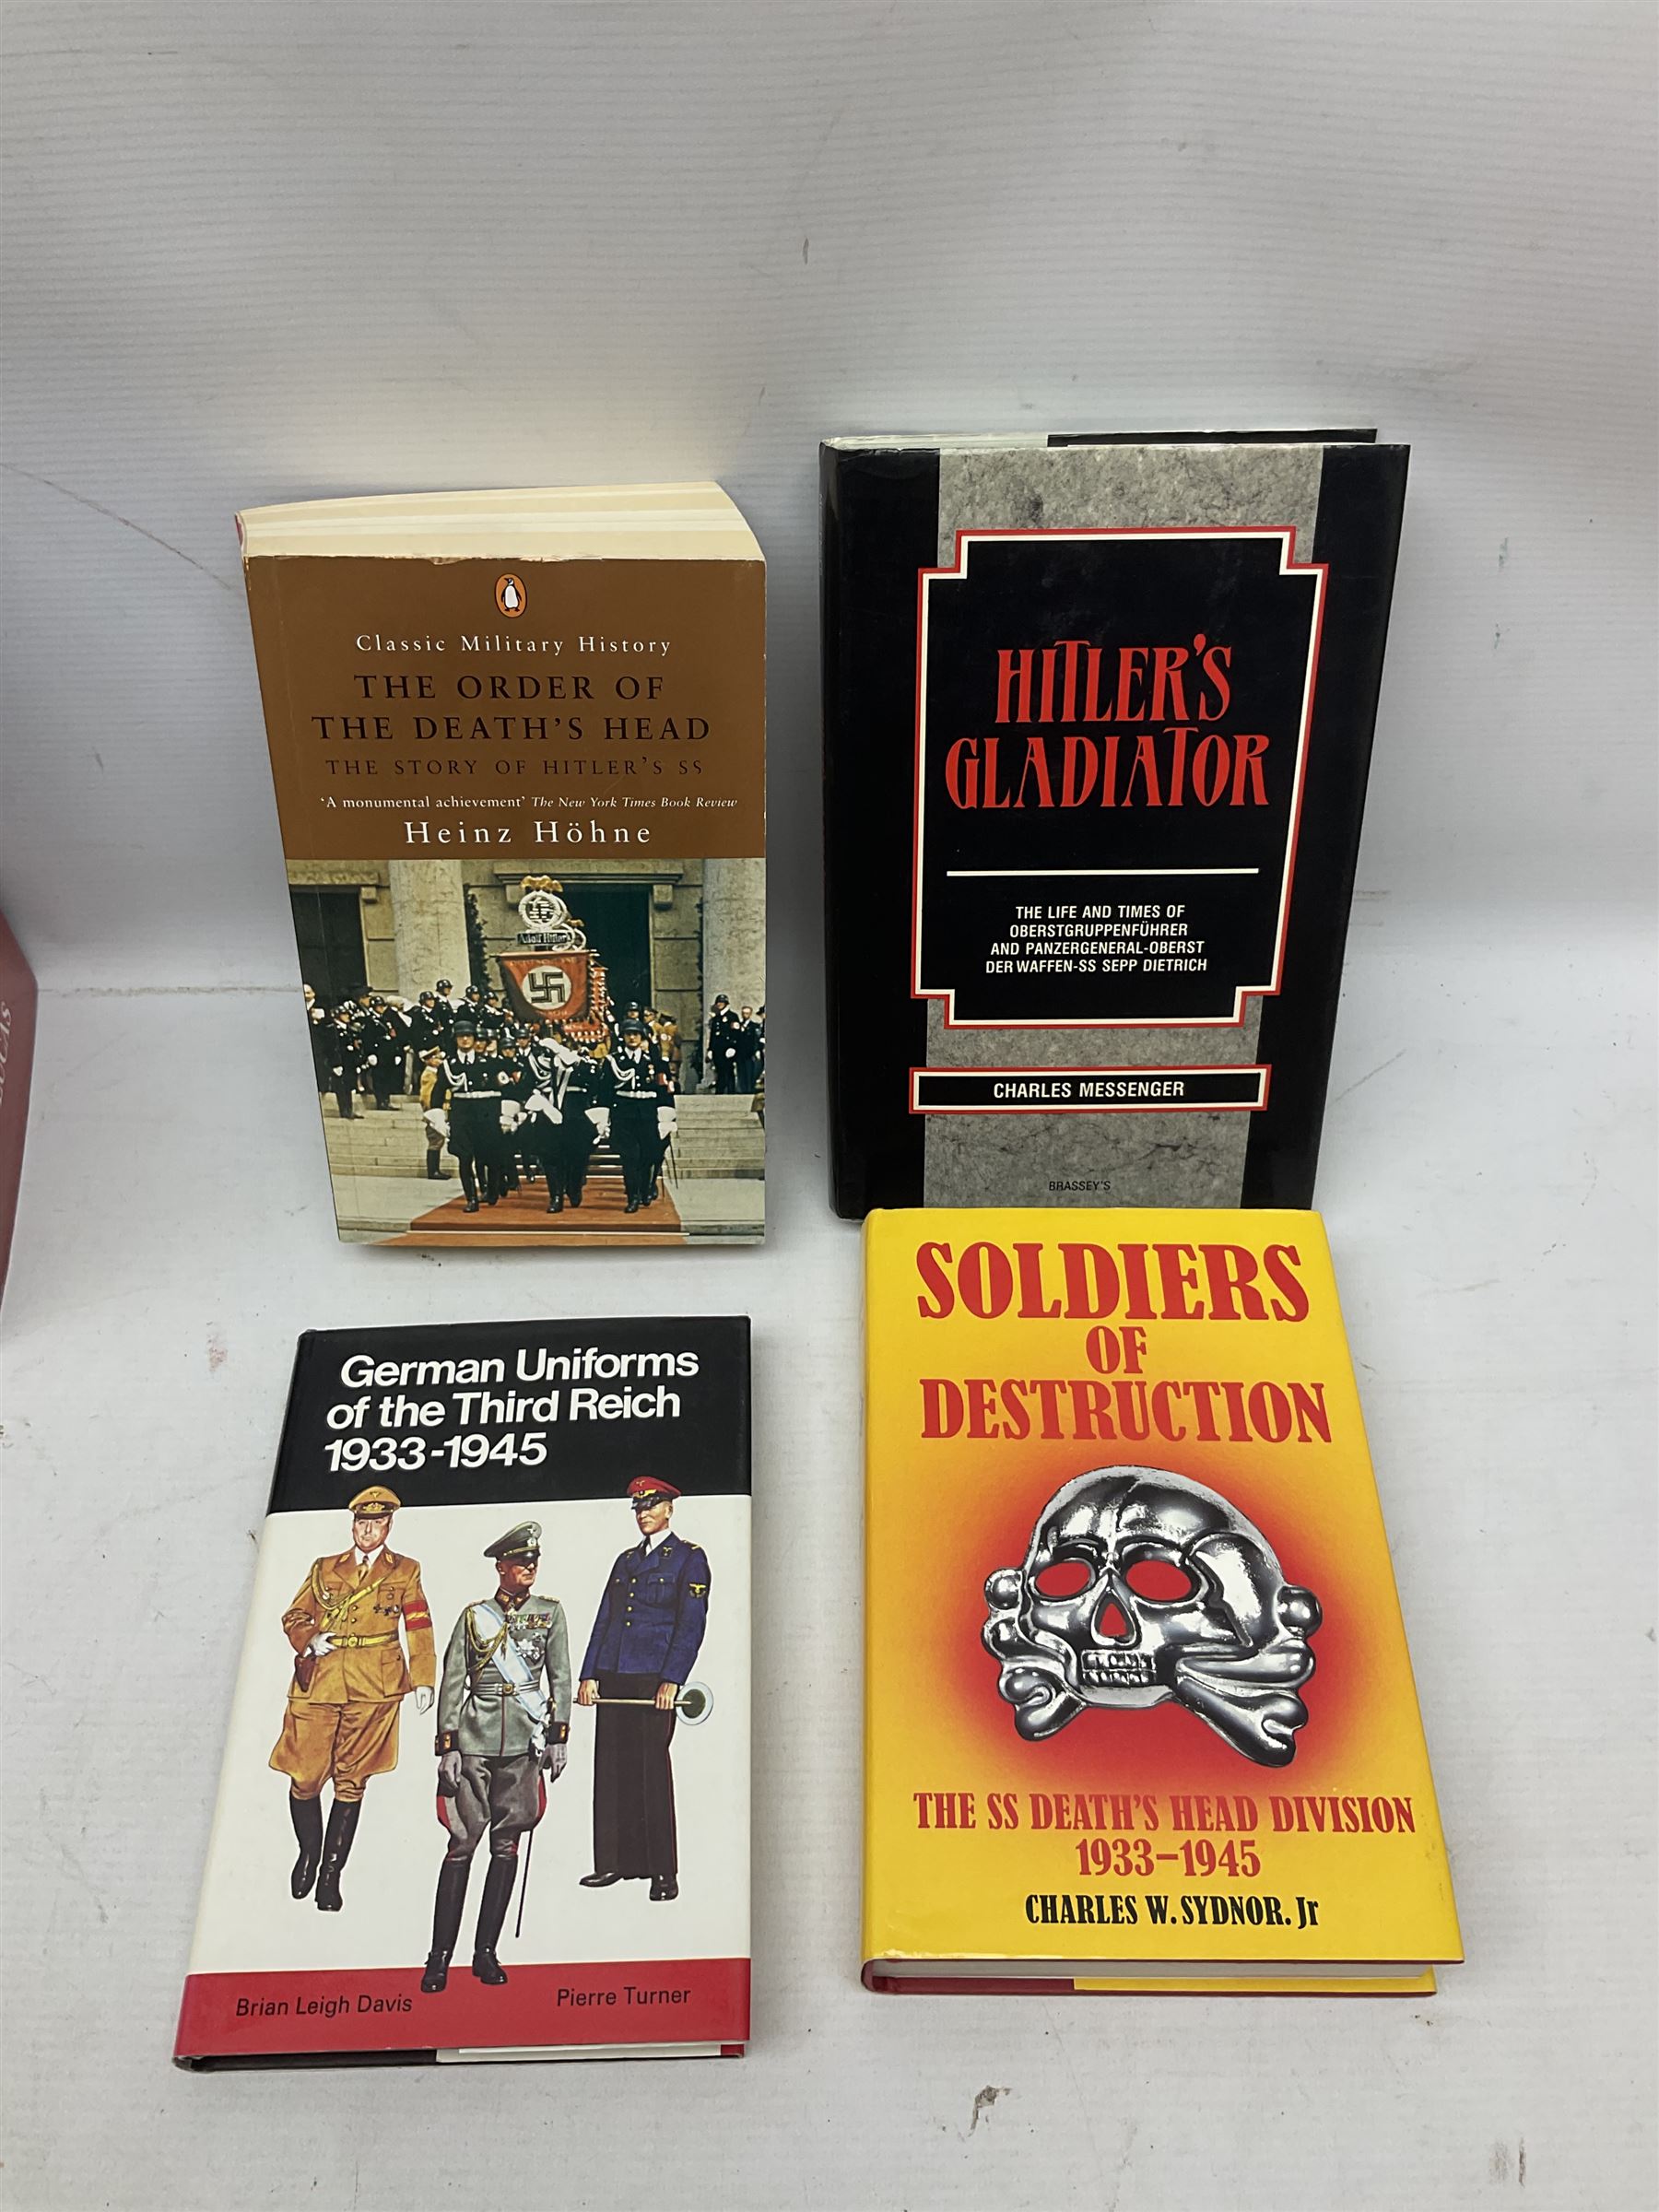 Classic Military History
THE ORDER OF
THE DEATH'S HEAD
THE STORY OF HITLER'S SS
'A monumental achievement' The New York Times Book Review
Heinz Höhne
Adolf Hitler
HITLER'S
GLADIATOR
THE LIFE AND TIMES OF
OBERSTGRUPPENFÜHRER
AND PANZERGENERAL-OBERST
DER WAFFEN-SS SEPP DIETRICH
CHARLES MESSENGER
BRASSEY'S
German Uniforms
of the Third Reich
1933-1945
Brian Leigh Davis
Pierre Turner
SOLDIERS
OF
DESTRUCTION
THE SS DEATH'S HEAD DIVISION
1933-1945
CHARLES W. SYDNOR. Jr